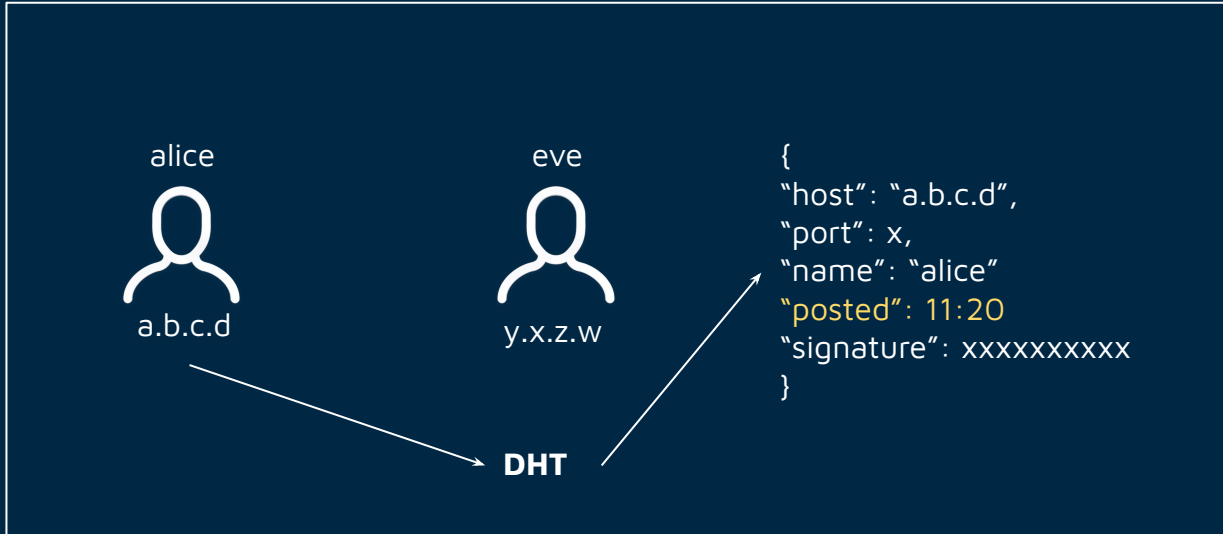 alice
a.b.c.d
eve
y.x.z.w
DHT
{
“host”: “a.b.c.d”,
“port”: x,
“name”: “alice”
“posted”: 11:20
“signature”: xxxxxxxxxx
}